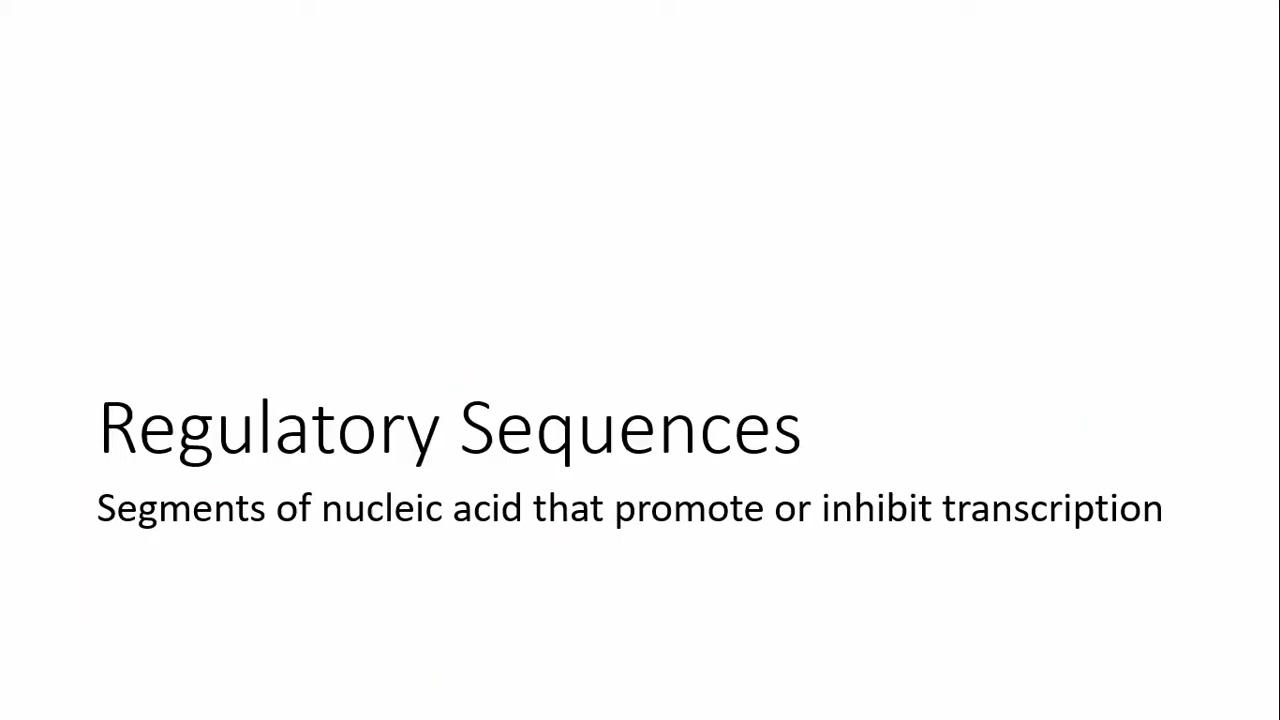 Regulatory Sequences
Segments of nucleic acid that promote or inhibit transcription